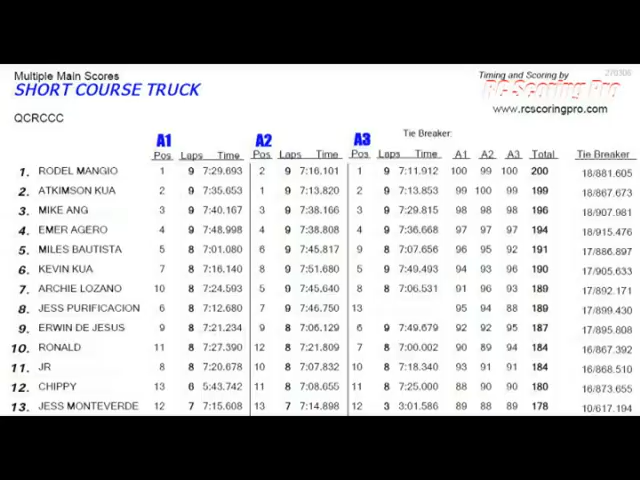 Multiple Main Scores
Timing and Scoring by
270306
SHORT COURSE TRUCK
RC Scoring Pro
www.rcscoringpro.com
QCRCCC
A1 A2 A3 Tie Breaker:
Pos Laps Time Pos Laps Time Pos Laps Time A1 A2 A3 Total Tie Breaker
1. RODEL MANGIO 1 9 7:29.693 2 9 7:16.101 1 9 7:11.912 100 99 100 200 18/881.605
2. ATKIMSON KUA 2 9 7:35.653 1 9 7:13.820 2 9 7:13.853 99 100 99 199 18/867.673
3. MIKE ANG 3 9 7:40.167 3 9 7:38.166 3 9 7:29.815 98 98 98 196 18/907.981
4. EMER AGERO 4 9 7:48.998 4 9 7:38.808 4 9 7:36.668 97 97 97 194 18/915.476
5. MILES BAUTISTA 5 8 7:01.080 6 9 7:45.817 9 8 7:07.656 96 95 92 191 17/886.897
6. KEVIN KUA 7 8 7:16.140 8 9 7:51.680 5 9 7:49.493 94 93 96 190 17/905.633
7. ARCHIE LOZANO 10 8 7:24.593 5 9 7:45.640 8 8 7:06.531 91 96 93 189 17/892.171
8. JESS PURIFICACION 6 8 7:12.680 7 9 7:46.750 13 95 94 88 189 17/899.430
9. ERWIN DE JESUS 9 8 7:21.234 9 8 7:06.129 6 9 7:49.679 92 92 95 187 17/895.808
10. RONALD 11 8 7:27.390 12 8 7:21.809 7 8 7:00.002 90 89 94 184 16/867.392
11. JR 8 8 7:20.678 10 8 7:07.832 10 8 7:18.340 93 91 91 184 16/868.510
12. CHIPPY 13 6 5:43.742 11 8 7:08.655 11 8 7:25.000 88 90 90 180 16/873.655
13. JESS MONTEVERDE 12 7 7:15.608 13 7 7:14.898 12 3 3:01.586 89 88 89 178 10/617.194